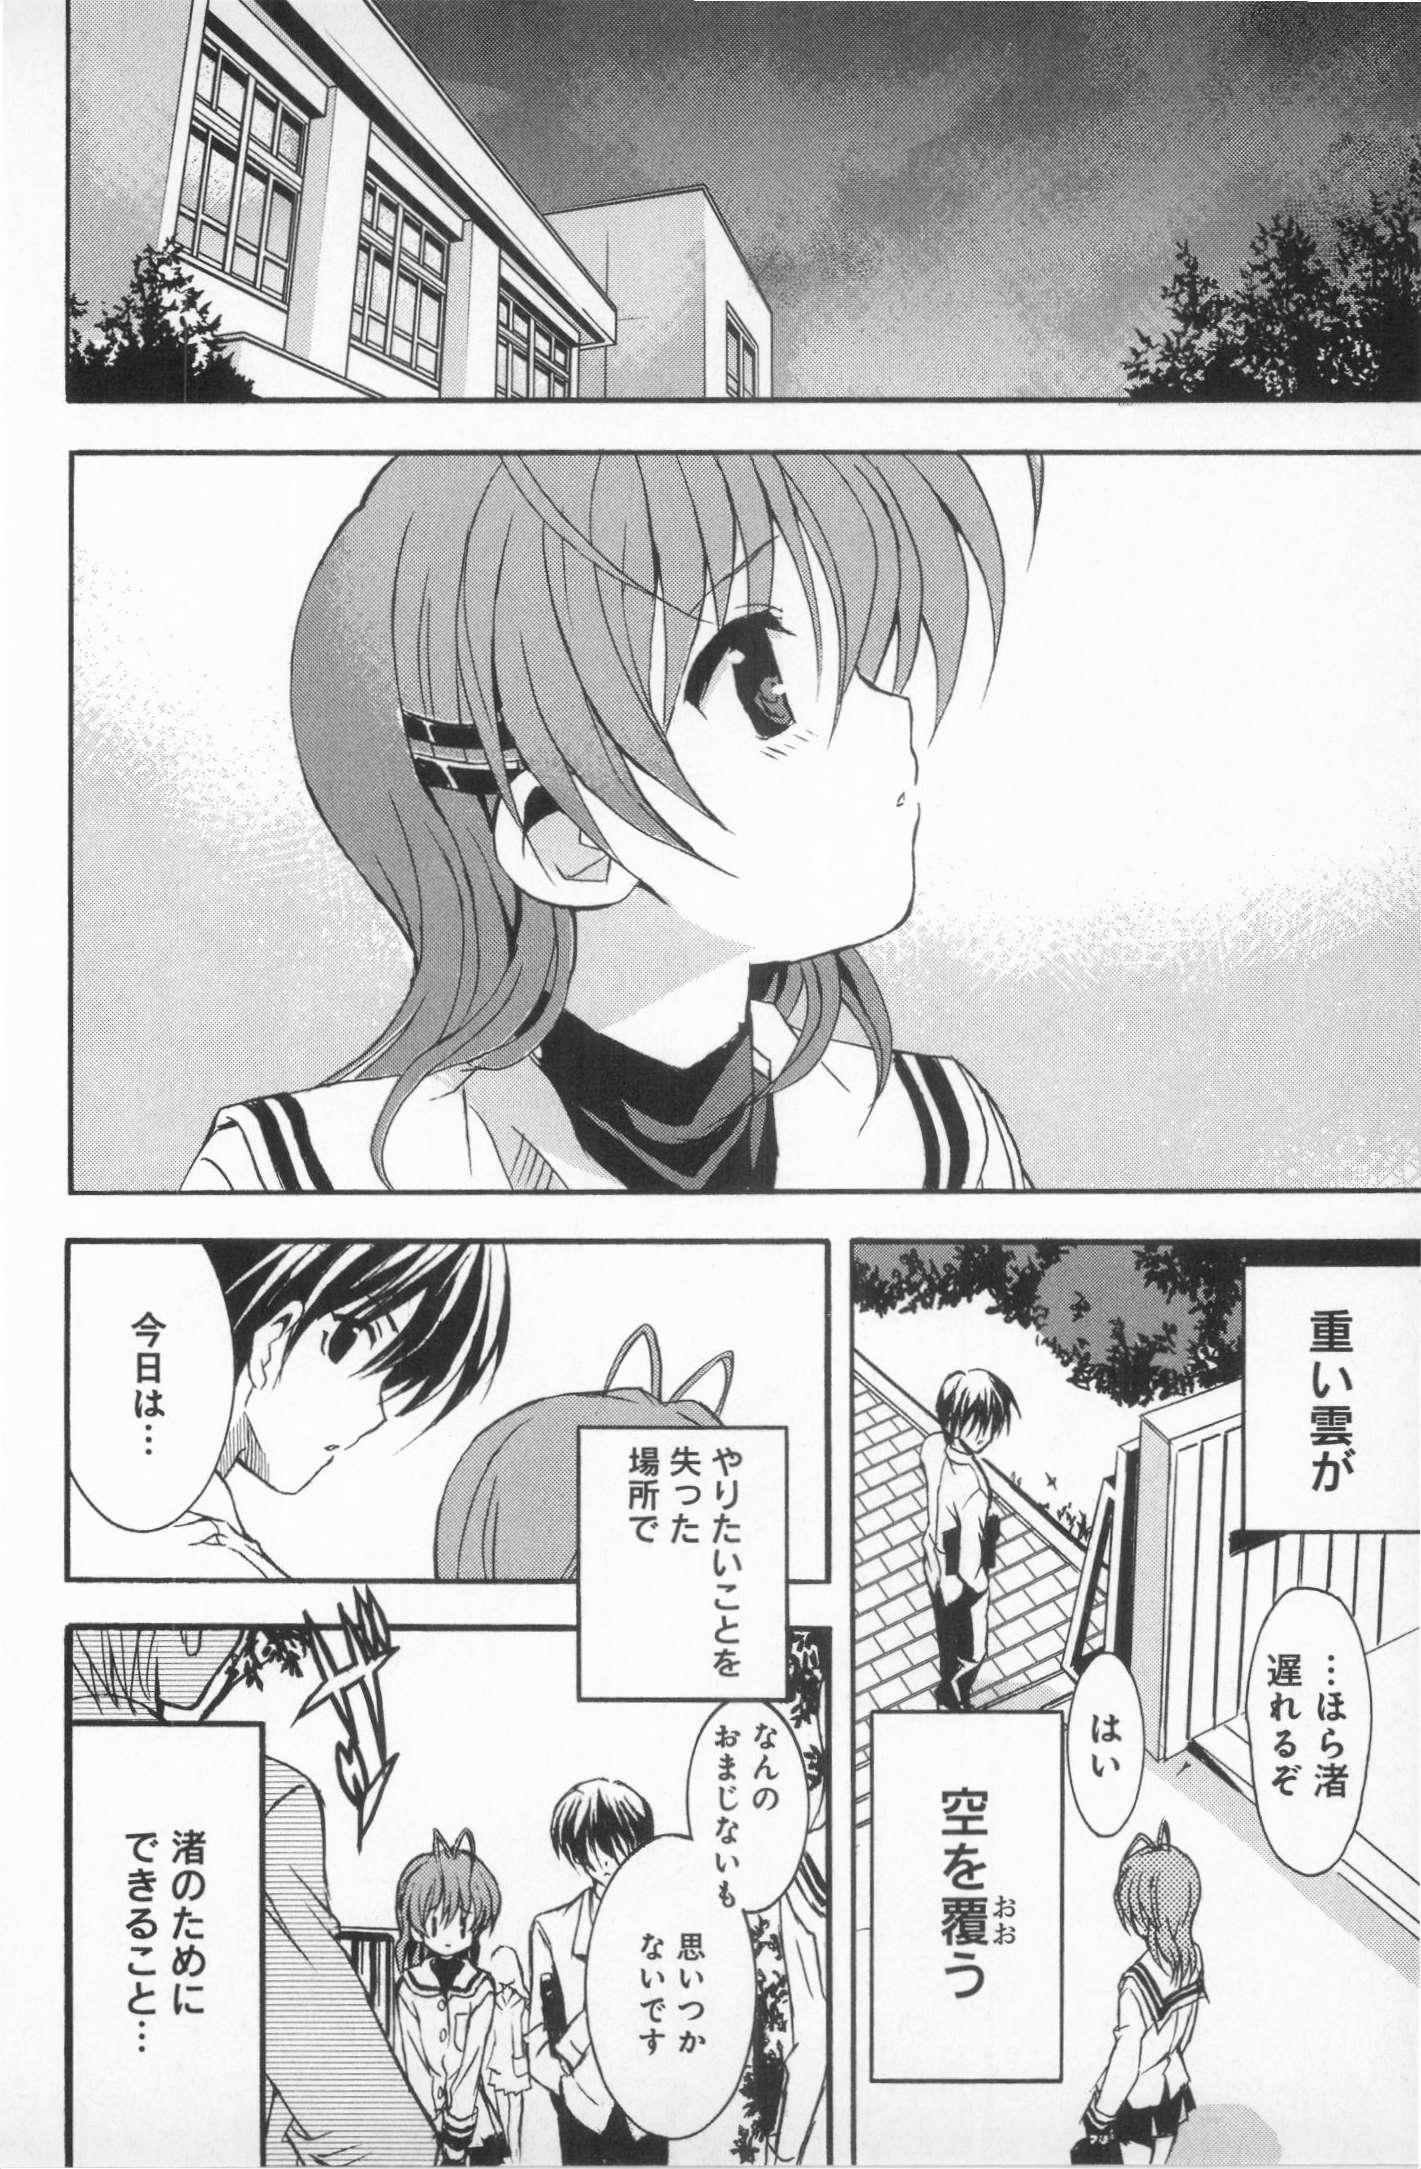 重い雲が
…ほら渚
遅れるぞ
はい
空を覆う
おお
今日は…
やりたいことを
失った
場所で
なんの
おまじないも
思いつか
ないです
渚のために
できること…